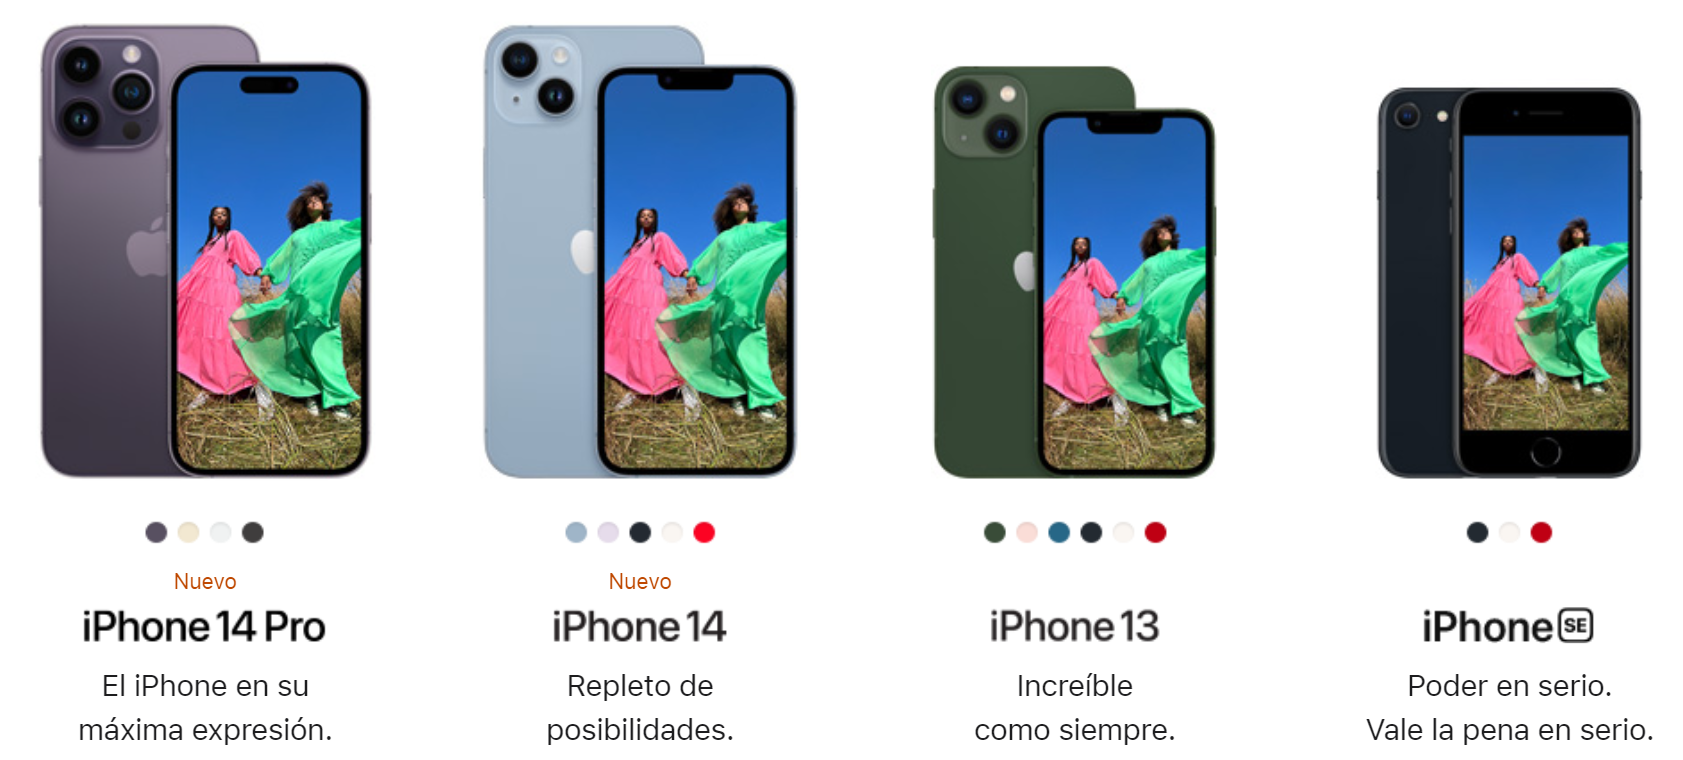 Nuevo
iPhone 14 Pro
El iPhone en su
máxima expresión.
Nuevo
iPhone 14
Repleto de
posibilidades.
iPhone 13
Increíble
como siempre.
iPhone SE
Poder en serio.
Vale la pena en serio.